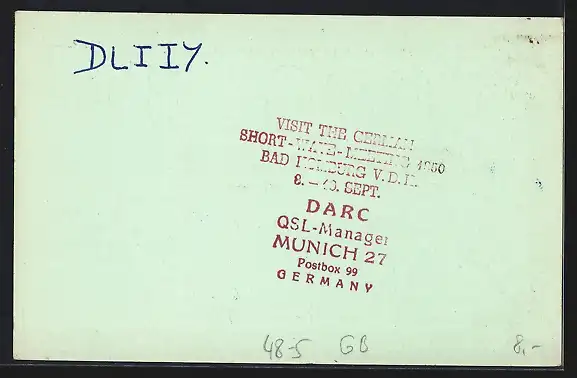 DLIIY.
VISIT THE GERMAN
SHORT-WAVE-MEETING 1950
BAD HOMBURG V.D.H.
8.–10. SEPT.
DARC
QSL-Manager
MUNICH 27
Postbox 99
GERMANY
48-5 GB 8,-